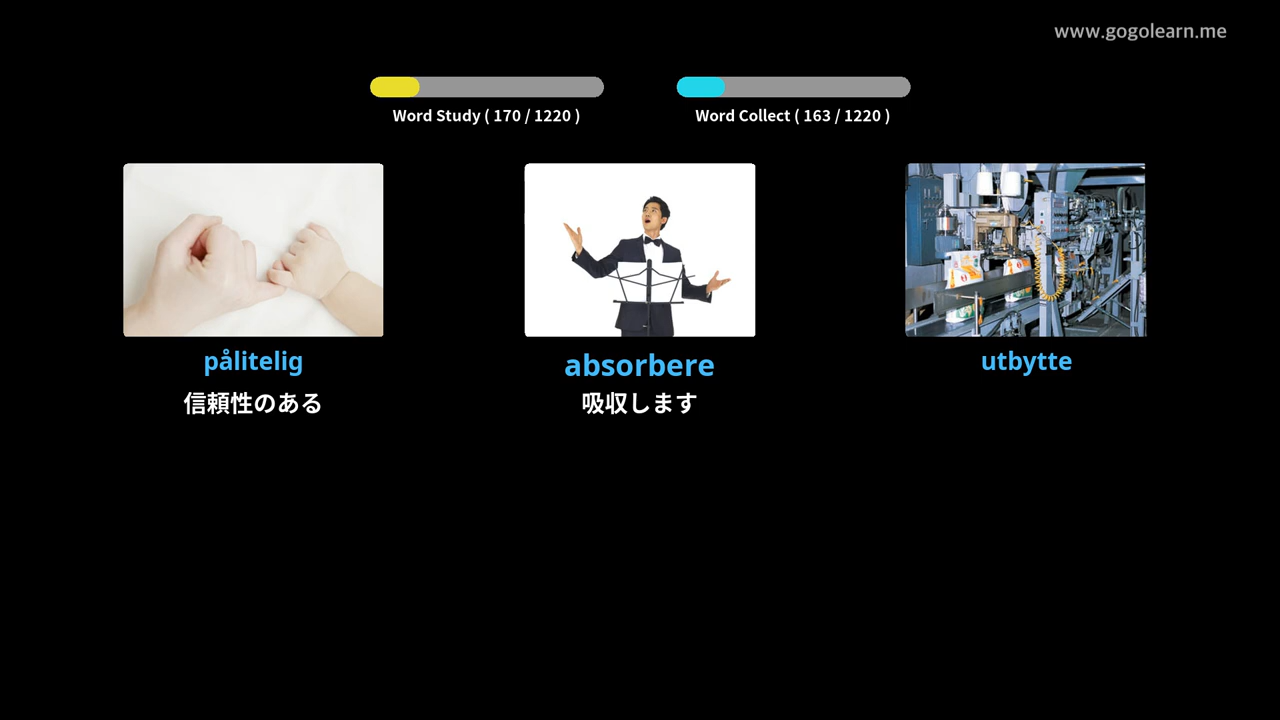 www.gogolearn.me
Word Study ( 170 / 1220 )
Word Collect ( 163 / 1220 )
pålitelig
absorbere
utbytte
信頼性のある
吸収します